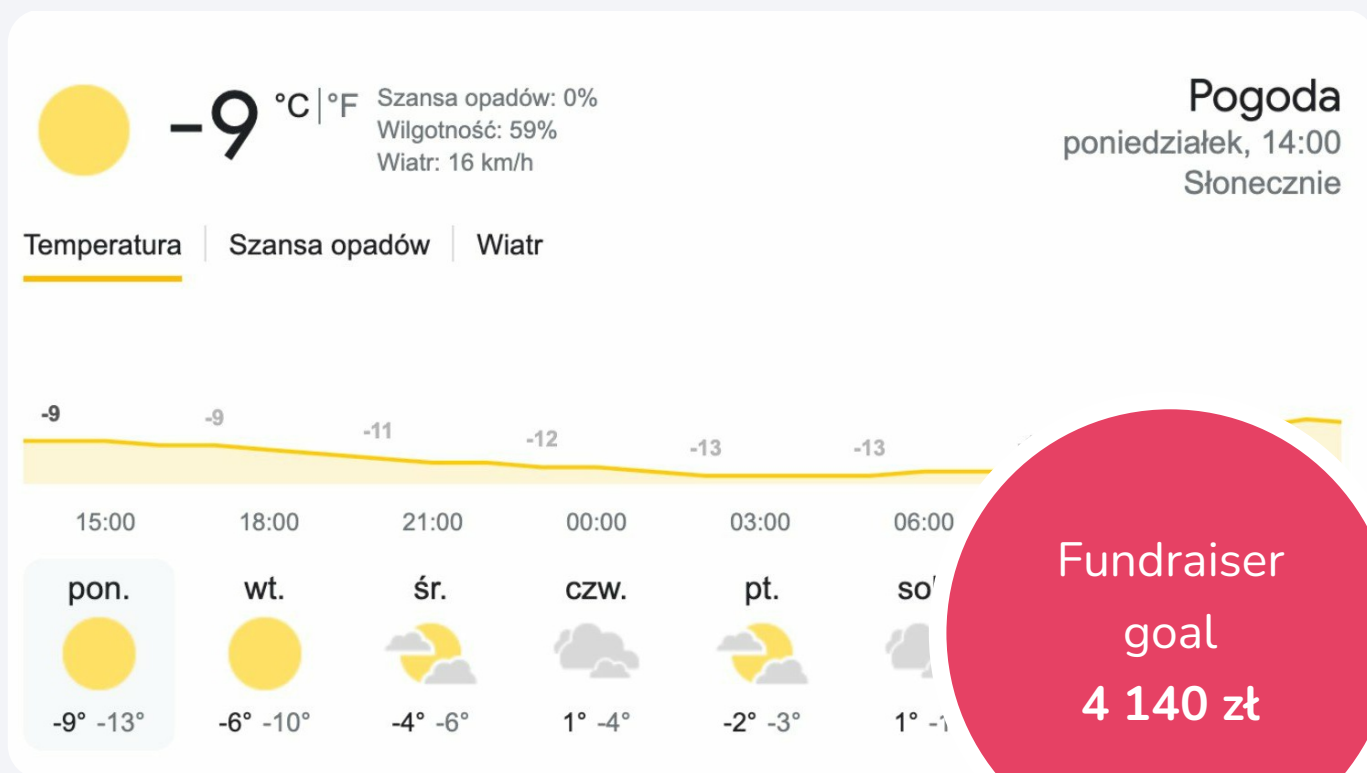 -9 °C | °F
Szansa opadów: 0%
Wilgotność: 59%
Wiatr: 16 km/h
Pogoda
poniedziałek, 14:00
Słonecznie
Temperatura | Szansa opadów | Wiatr
-9 -9 -11 -12 -13 -13
15:00 18:00 21:00 00:00 03:00 06:00
pon. wt. śr. czw. pt.
-9° -13° -6° -10° -4° -6° 1° -4° -2° -3° 1°
Fundraiser
goal
4 140 zł